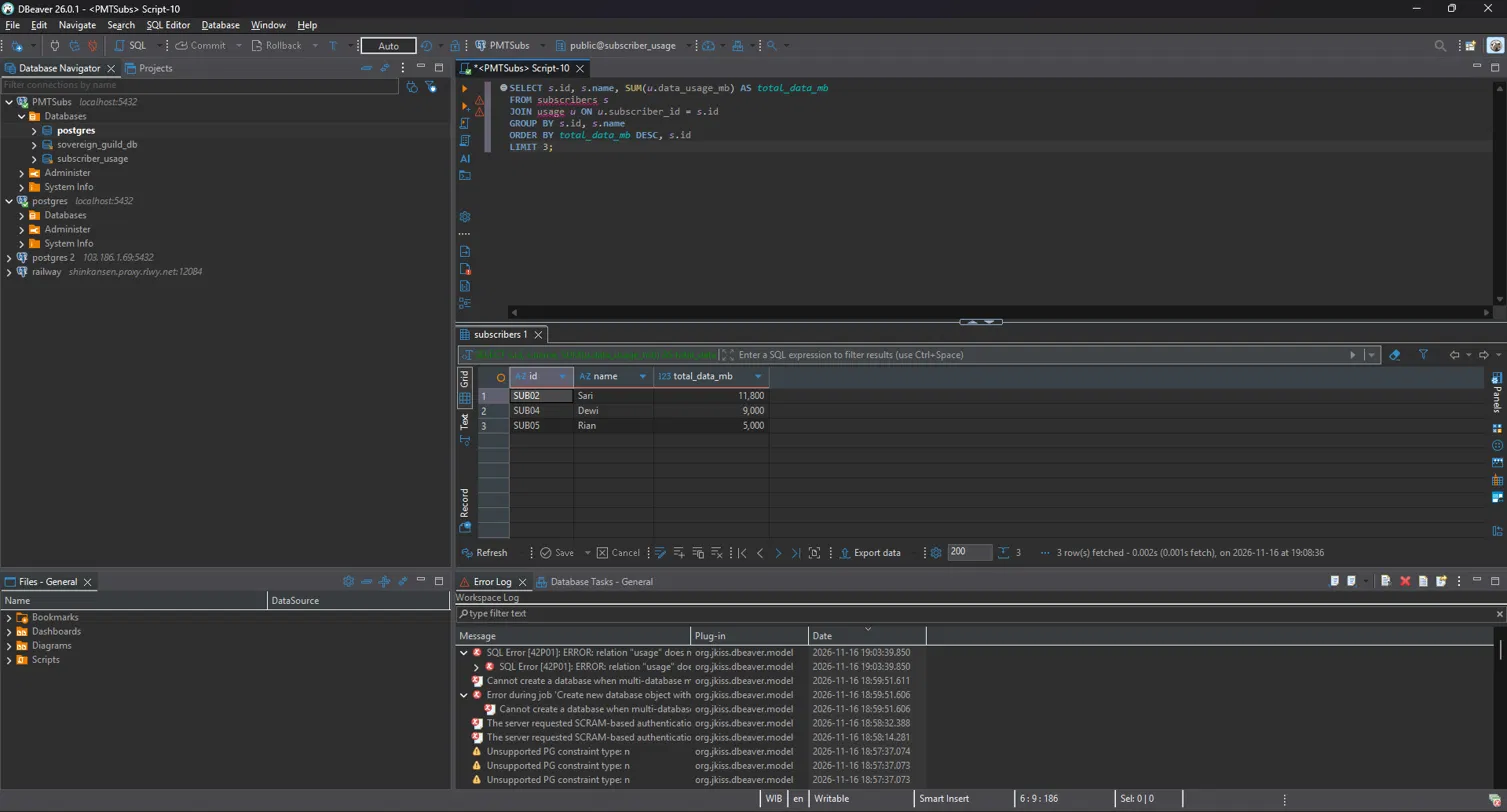 DBeaver 26.0.1 - <PMTSubs> Script-10
File Edit Navigate Search SQL Editor Database Window Help
SQL Commit Rollback T Auto PMTSubs public@subscriber_usage
Database Navigator Projects
Filter connections by name
PMTSubs localhost:5432
Databases
postgres
sovereign_guild_db
subscriber_usage
Administer
System Info
postgres localhost:5432
Databases
Administer
System Info
postgres 2 103.186.1.69:5432
railway shinkansen.proxy.rlwy.net:12084
*<PMTSubs> Script-10
SELECT s.id, s.name, SUM(u.data_usage_mb) AS total_data_mb
FROM subscribers s
JOIN usage u ON u.subscriber_id = s.id
GROUP BY s.id, s.name
ORDER BY total_data_mb DESC, s.id
LIMIT 3;
AI
subscribers 1
Enter a SQL expression to filter results (use Ctrl+Space)
Grid
Text
Record
Panels
A-Z id A-Z name 123 total_data_mb
1 SUB02 Sari 11,800
2 SUB04 Dewi 9,000
3 SUB05 Rian 5,000
Refresh Save Cancel Export data 200 3 3 row(s) fetched - 0.002s (0.001s fetch), on 2026-11-16 at 19:08:36
Files - General
Name DataSource
Bookmarks
Dashboards
Diagrams
Scripts
Error Log Database Tasks - General
Workspace Log
type filter text
Message Plug-in Date
SQL Error [42P01]: ERROR: relation "usage" does n org.jkiss.dbeaver.model 2026-11-16 19:03:39.850
SQL Error [42P01]: ERROR: relation "usage" doe org.jkiss.dbeaver.model 2026-11-16 19:03:39.850
Cannot create a database when multi-database m org.jkiss.dbeaver.model 2026-11-16 18:59:51.611
Error during job 'Create new database object with org.jkiss.dbeaver.model 2026-11-16 18:59:51.606
Cannot create a database when multi-databas org.jkiss.dbeaver.model 2026-11-16 18:59:51.606
The server requested SCRAM-based authenticatio org.jkiss.dbeaver.model 2026-11-16 18:58:32.388
The server requested SCRAM-based authenticatio org.jkiss.dbeaver.model 2026-11-16 18:58:14.281
Unsupported PG constraint type: n org.jkiss.dbeaver.model 2026-11-16 18:57:37.074
Unsupported PG constraint type: n org.jkiss.dbeaver.model 2026-11-16 18:57:37.073
Unsupported PG constraint type: n org.jkiss.dbeaver.model 2026-11-16 18:57:37.073
WIB en Writable Smart Insert 6 : 9 : 186 Sel: 0 | 0